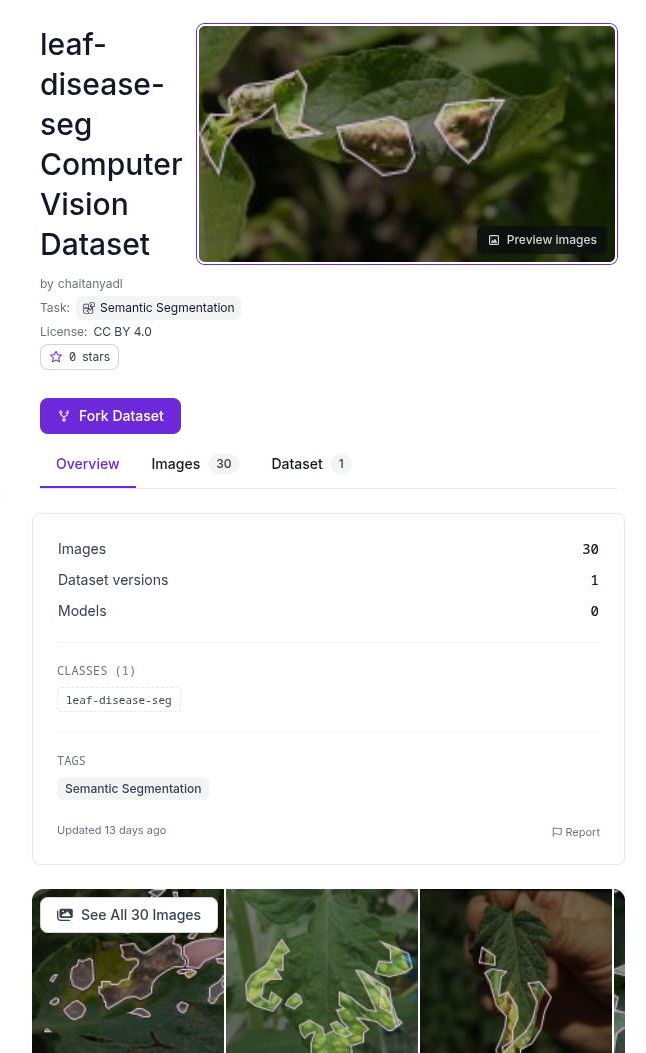 leaf-
disease-
seg
Computer
Vision
Dataset
Preview images
by chaitanyadl
Task: Semantic Segmentation
License: CC BY 4.0
0 stars
Fork Dataset
Overview Images 30 Dataset 1
Images 30
Dataset versions 1
Models 0
CLASSES (1)
leaf-disease-seg
TAGS
Semantic Segmentation
Updated 13 days ago Report
See All 30 Images